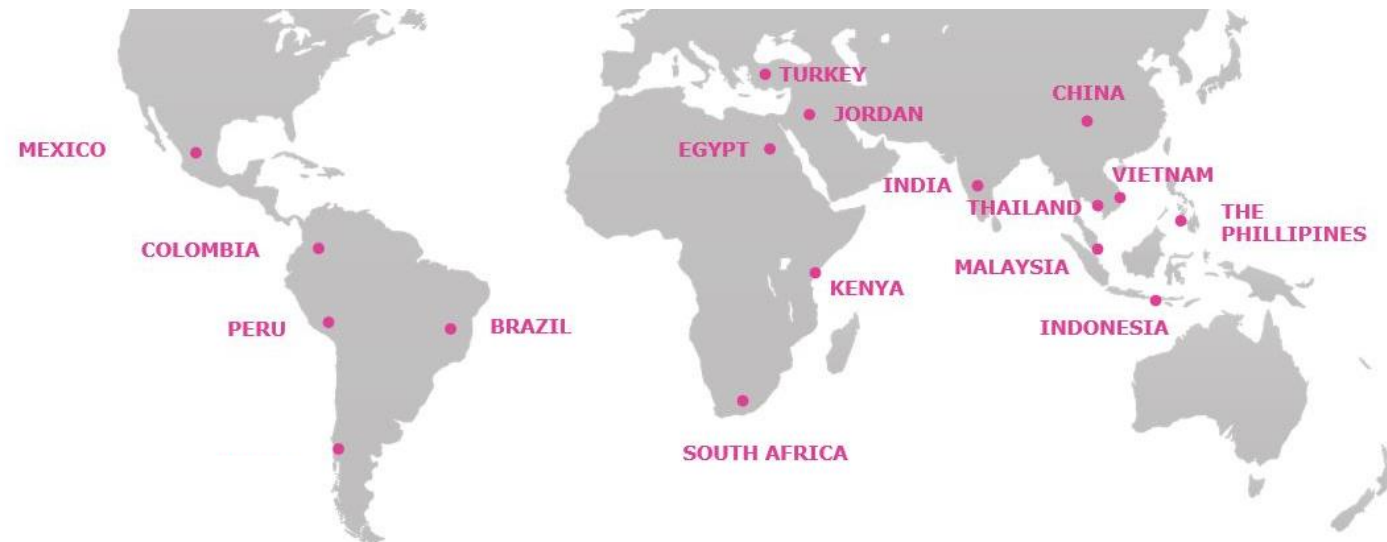 TURKEY
CHINA
JORDAN
MEXICO
EGYPT
VIETNAM
INDIA
THAILAND
THE
PHILLIPINES
COLOMBIA
MALAYSIA
KENYA
PERU
BRAZIL
INDONESIA
SOUTH AFRICA